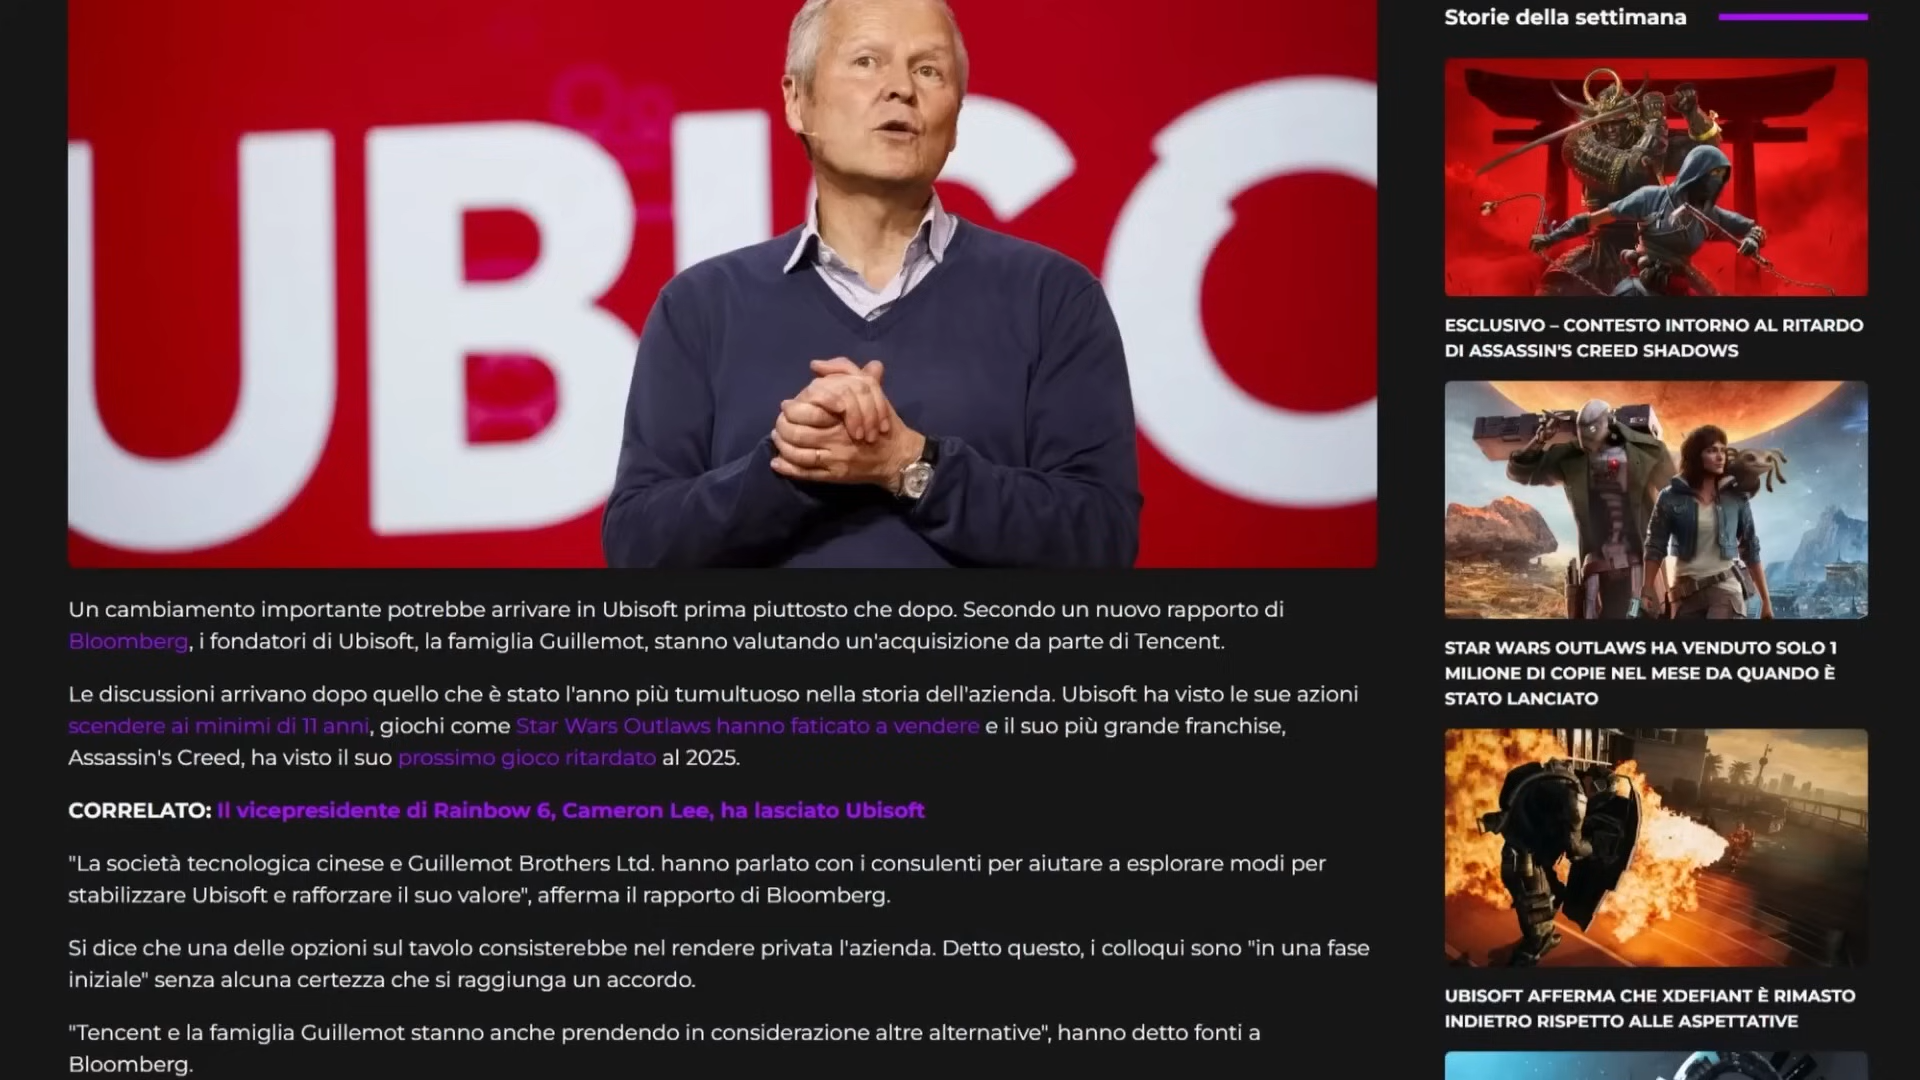 UBISO
Un cambiamento importante potrebbe arrivare in Ubisoft prima piuttosto che dopo. Secondo un nuovo rapporto di
Bloomberg, i fondatori di Ubisoft, la famiglia Guillemot, stanno valutando un'acquisizione da parte di Tencent.
Le discussioni arrivano dopo quello che è stato l'anno più tumultuoso nella storia dell'azienda. Ubisoft ha visto le sue azioni
scendere ai minimi di 11 anni, giochi come Star Wars Outlaws hanno faticato a vendere e il suo più grande franchise,
Assassin's Creed, ha visto il suo prossimo gioco ritardato al 2025.
CORRELATO: Il vicepresidente di Rainbow 6, Cameron Lee, ha lasciato Ubisoft
"La società tecnologica cinese e Guillemot Brothers Ltd. hanno parlato con i consulenti per aiutare a esplorare modi per
stabilizzare Ubisoft e rafforzare il suo valore", afferma il rapporto di Bloomberg.
Si dice che una delle opzioni sul tavolo consisterebbe nel rendere privata l'azienda. Detto questo, i colloqui sono "in una fase
iniziale" senza alcuna certezza che si raggiunga un accordo.
"Tencent e la famiglia Guillemot stanno anche prendendo in considerazione altre alternative", hanno detto fonti a
Bloomberg.
Storie della settimana
ESCLUSIVO – CONTESTO INTORNO AL RITARDO
DI ASSASSIN'S CREED SHADOWS
STAR WARS OUTLAWS HA VENDUTO SOLO 1
MILIONE DI COPIE NEL MESE DA QUANDO È
STATO LANCIATO
UBISOFT AFFERMA CHE XDEFIANT È RIMASTO
INDIETRO RISPETTO ALLE ASPETTATIVE